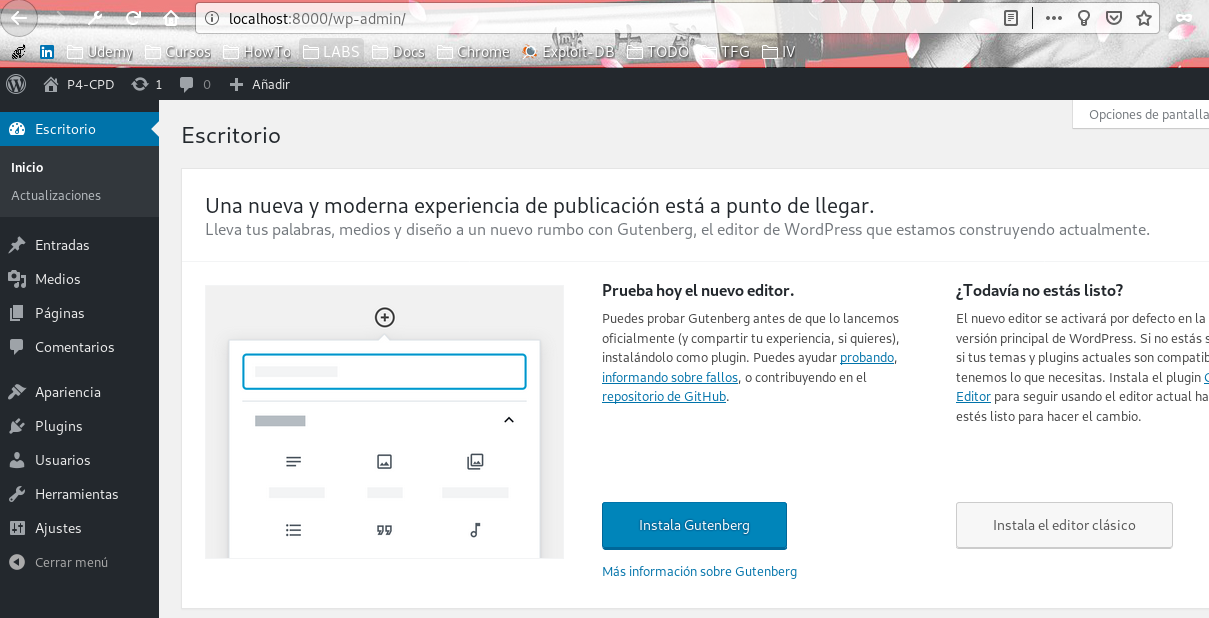 localhost:8000/wp-admin/
Udemy Cursos HowTo LABS Docs Chrome Exploit-DB TODO TFG IV
P4-CPD 1 0 Añadir
Opciones de pantalla
Escritorio
Inicio
Actualizaciones
Entradas
Medios
Páginas
Comentarios
Apariencia
Plugins
Usuarios
Herramientas
Ajustes
Cerrar menú
Escritorio
Una nueva y moderna experiencia de publicación está a punto de llegar.
Lleva tus palabras, medios y diseño a un nuevo rumbo con Gutenberg, el editor de WordPress que estamos construyendo actualmente.
Prueba hoy el nuevo editor.
Puedes probar Gutenberg antes de que lo lancemos
oficialmente (y compartir tu experiencia, si quieres),
instalándolo como plugin. Puedes ayudar probando,
informando sobre fallos, o contribuyendo en el
repositorio de GitHub.
Instala Gutenberg
Más información sobre Gutenberg
¿Todavía no estás listo?
El nuevo editor se activará por defecto en la
versión principal de WordPress. Si no estás s
si tus temas y plugins actuales son compatib
tenemos lo que necesitas. Instala el plugin C
Editor para seguir usando el editor actual ha
estés listo para hacer el cambio.
Instala el editor clásico